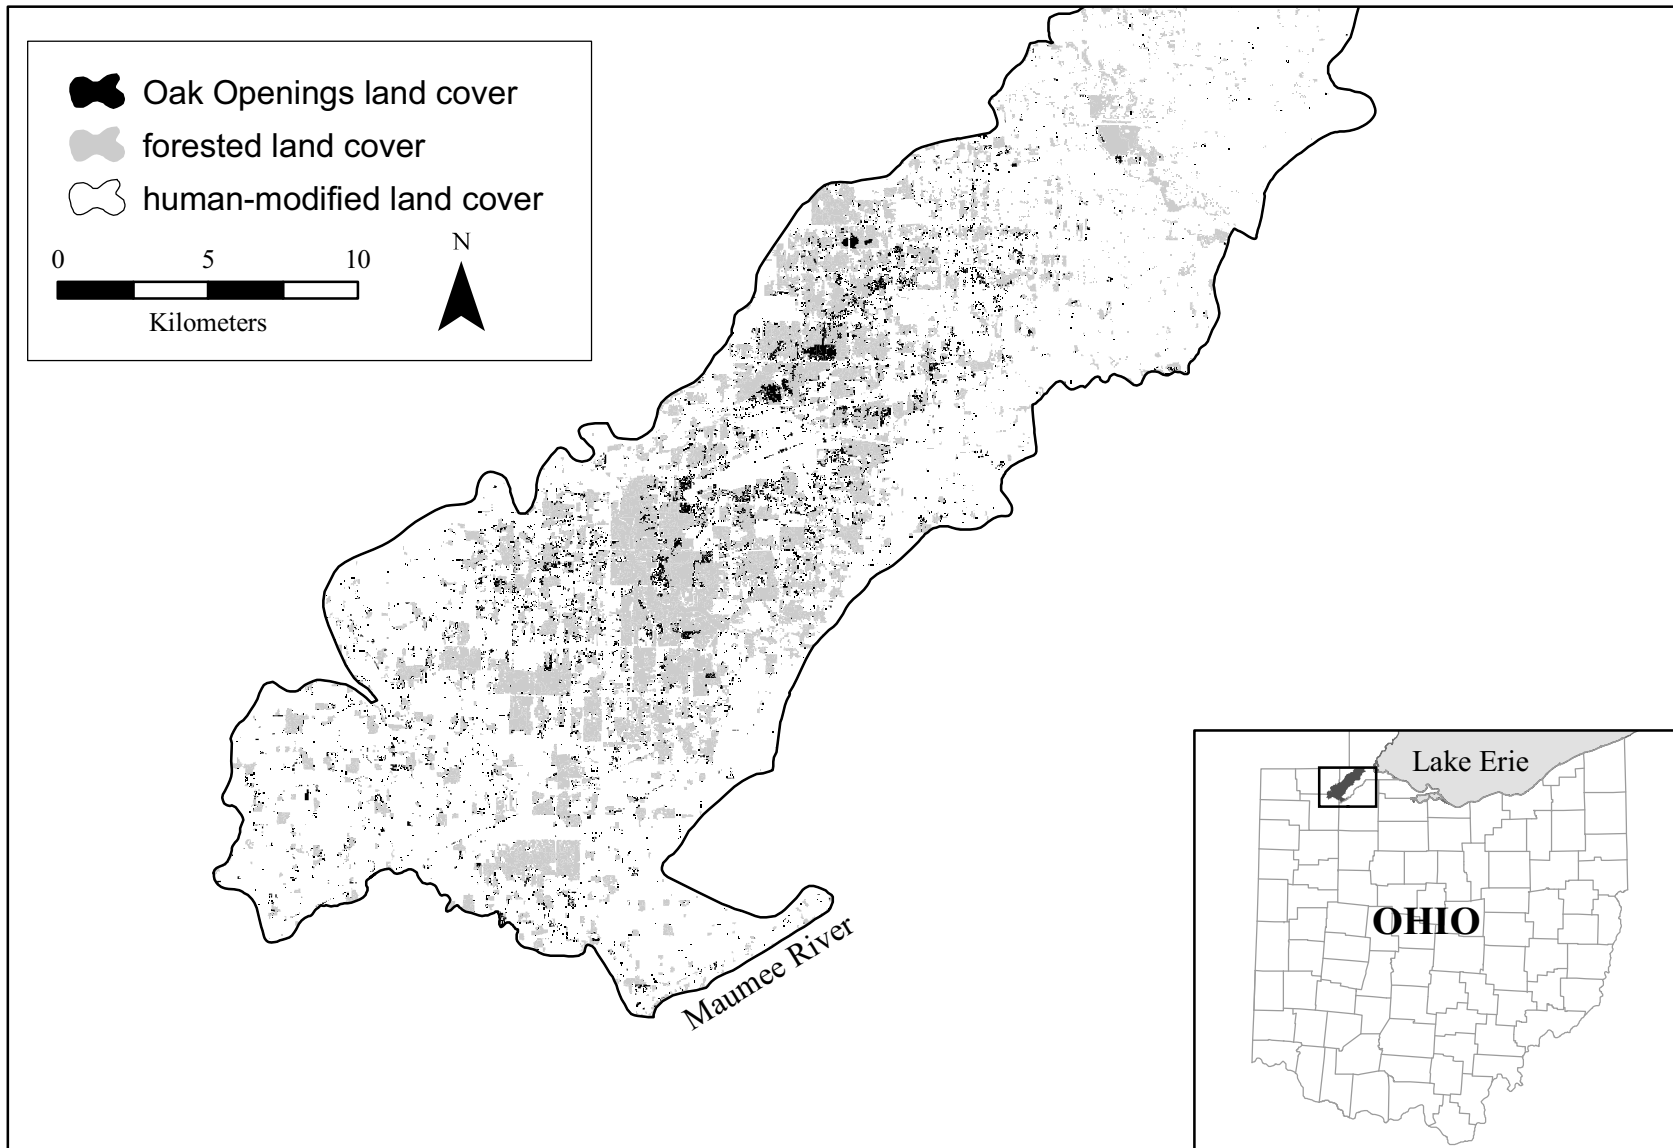 Oak Openings land cover
forested land cover
human-modified land cover
0 5 10
Kilometers
N
Maumee River
Lake Erie
OHIO